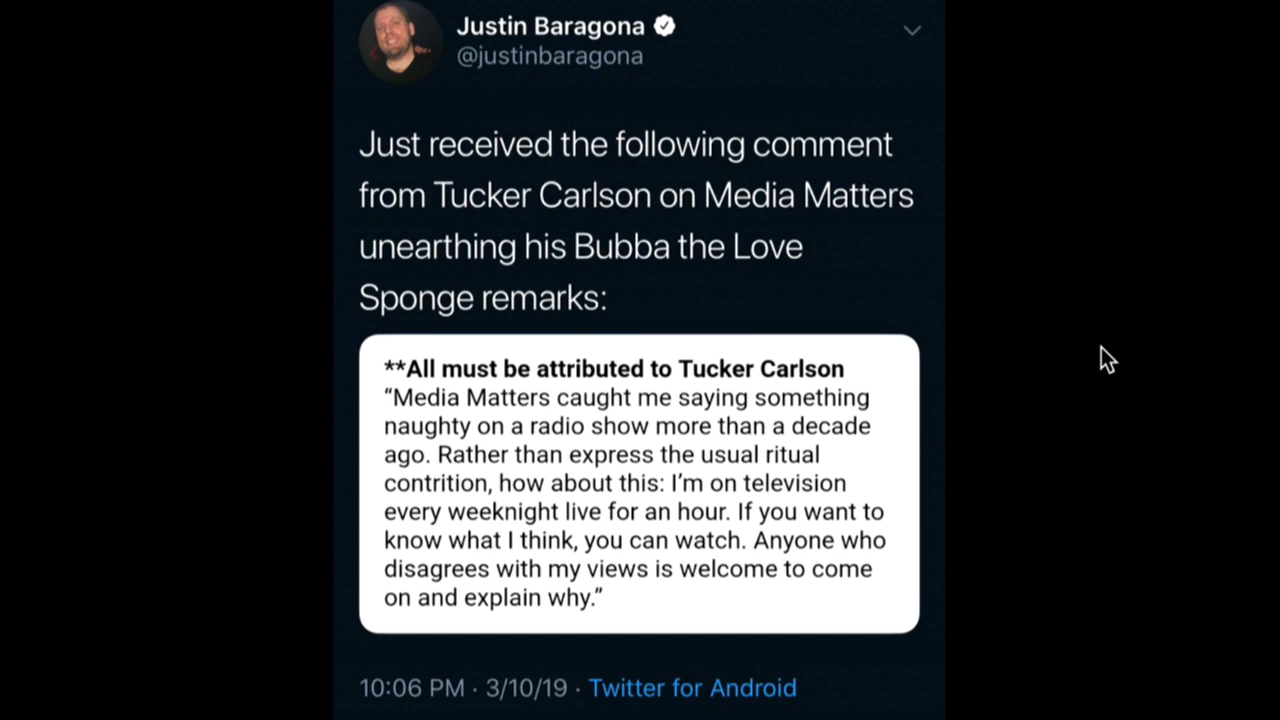 Justin Baragona
@justinbaragona
Just received the following comment
from Tucker Carlson on Media Matters
unearthing his Bubba the Love
Sponge remarks:
**All must be attributed to Tucker Carlson
“Media Matters caught me saying something
naughty on a radio show more than a decade
ago. Rather than express the usual ritual
contrition, how about this: I’m on television
every weeknight live for an hour. If you want to
know what I think, you can watch. Anyone who
disagrees with my views is welcome to come
on and explain why.”
10:06 PM · 3/10/19 · Twitter for Android